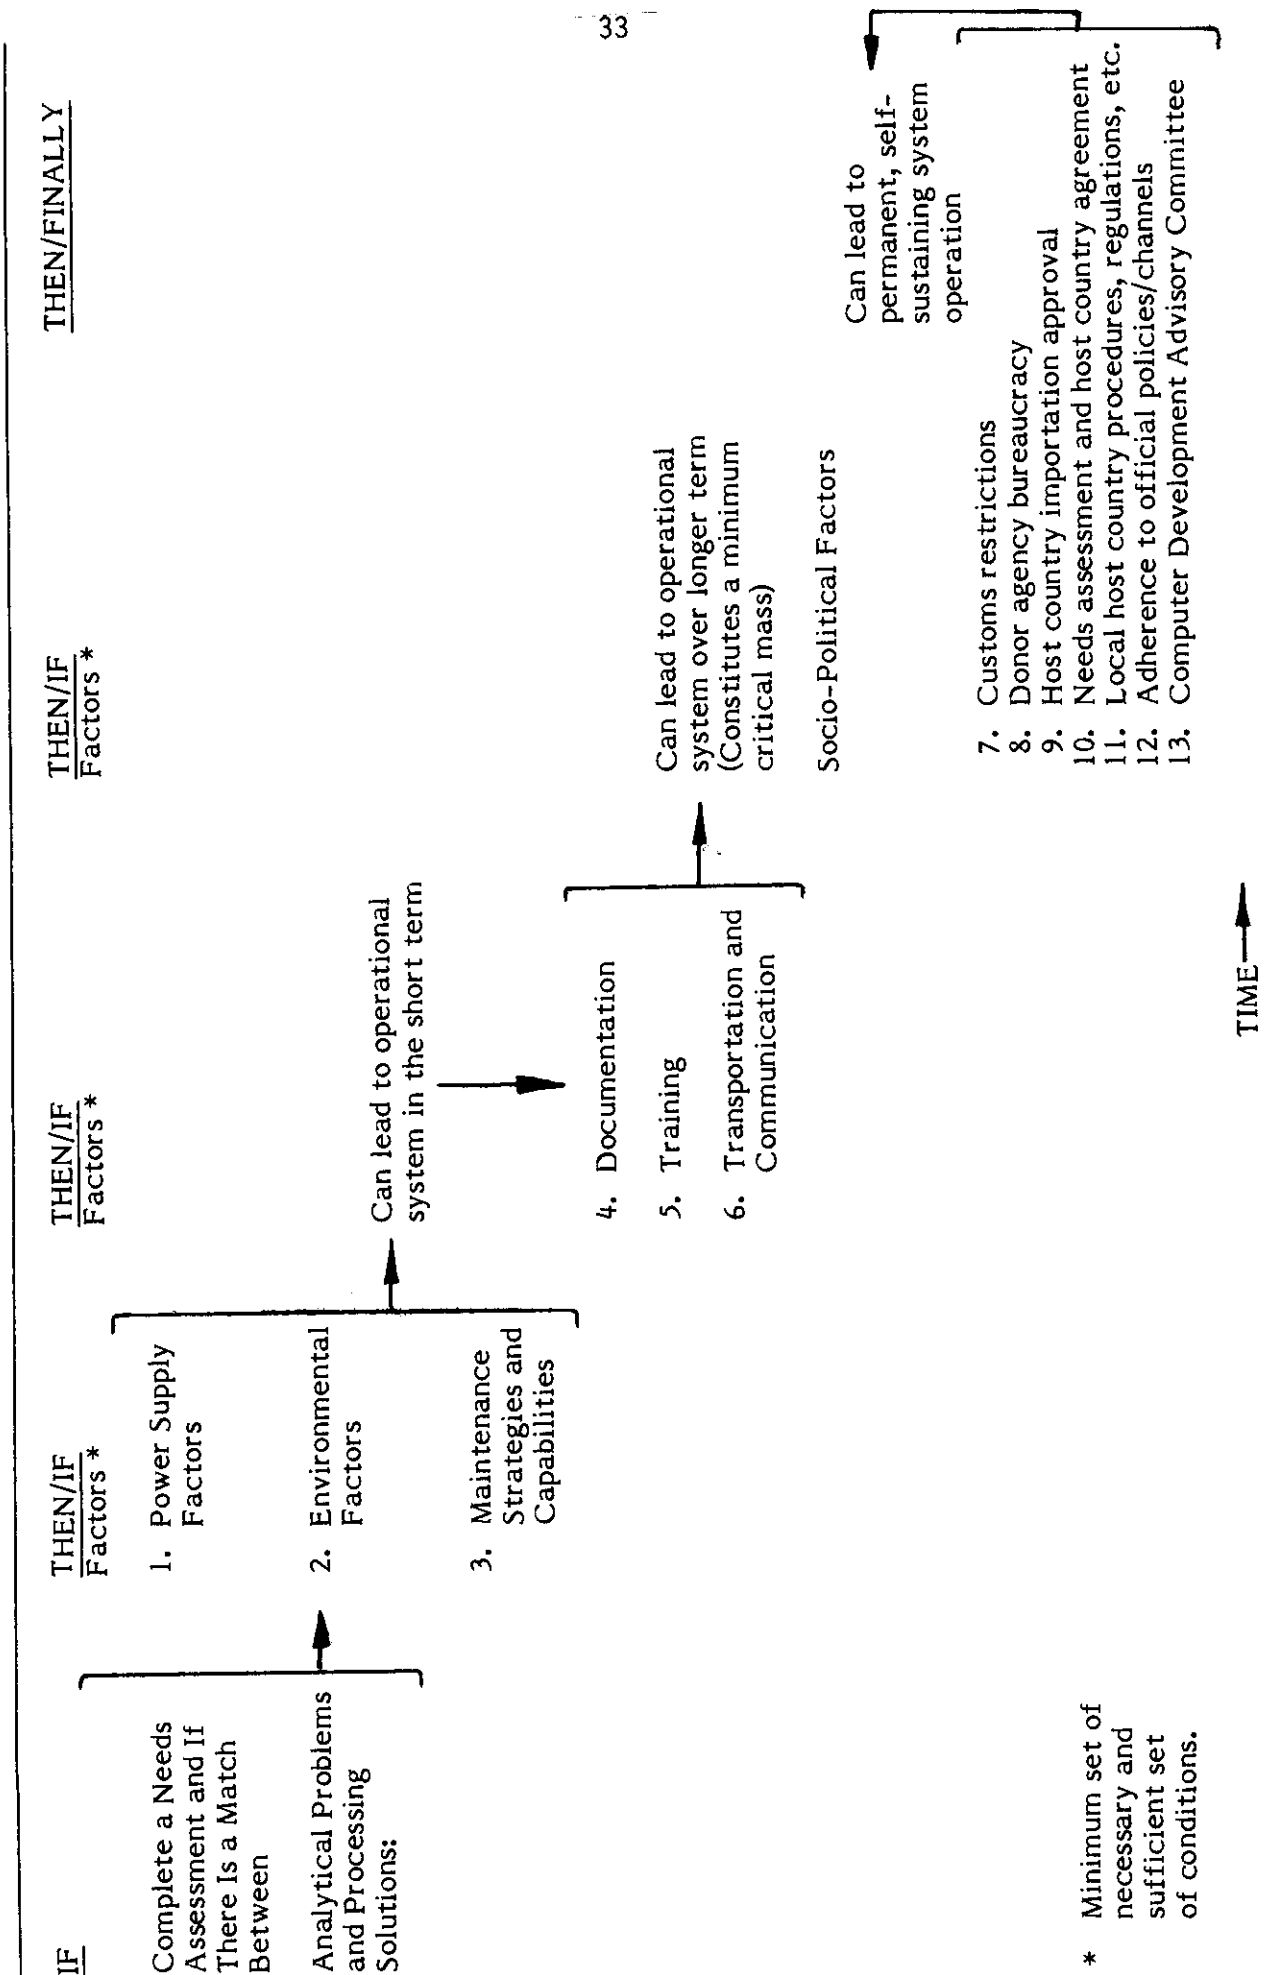 33
IF
THEN/IF
Factors *
THEN/IF
Factors *
THEN/IF
Factors *
THEN/FINALLY
Complete a Needs
Assessment and If
There Is a Match
Between
Analytical Problems
and Processing
Solutions:
1. Power Supply
Factors
2. Environmental
Factors
3. Maintenance
Strategies and
Capabilities
Can lead to operational
system in the short term
4. Documentation
5. Training
6. Transportation and
Communication
Can lead to operational
system over longer term
(Constitutes a minimum
critical mass)
Socio-Political Factors
7. Customs restrictions
8. Donor agency bureaucracy
9. Host country importation approval
10. Needs assessment and host country agreement
11. Local host country procedures, regulations, etc.
12. Adherence to official policies/channels
13. Computer Development Advisory Committee
Can lead to
permanent, self-
sustaining system
operation
* Minimum set of
necessary and
sufficient set
of conditions.
TIME